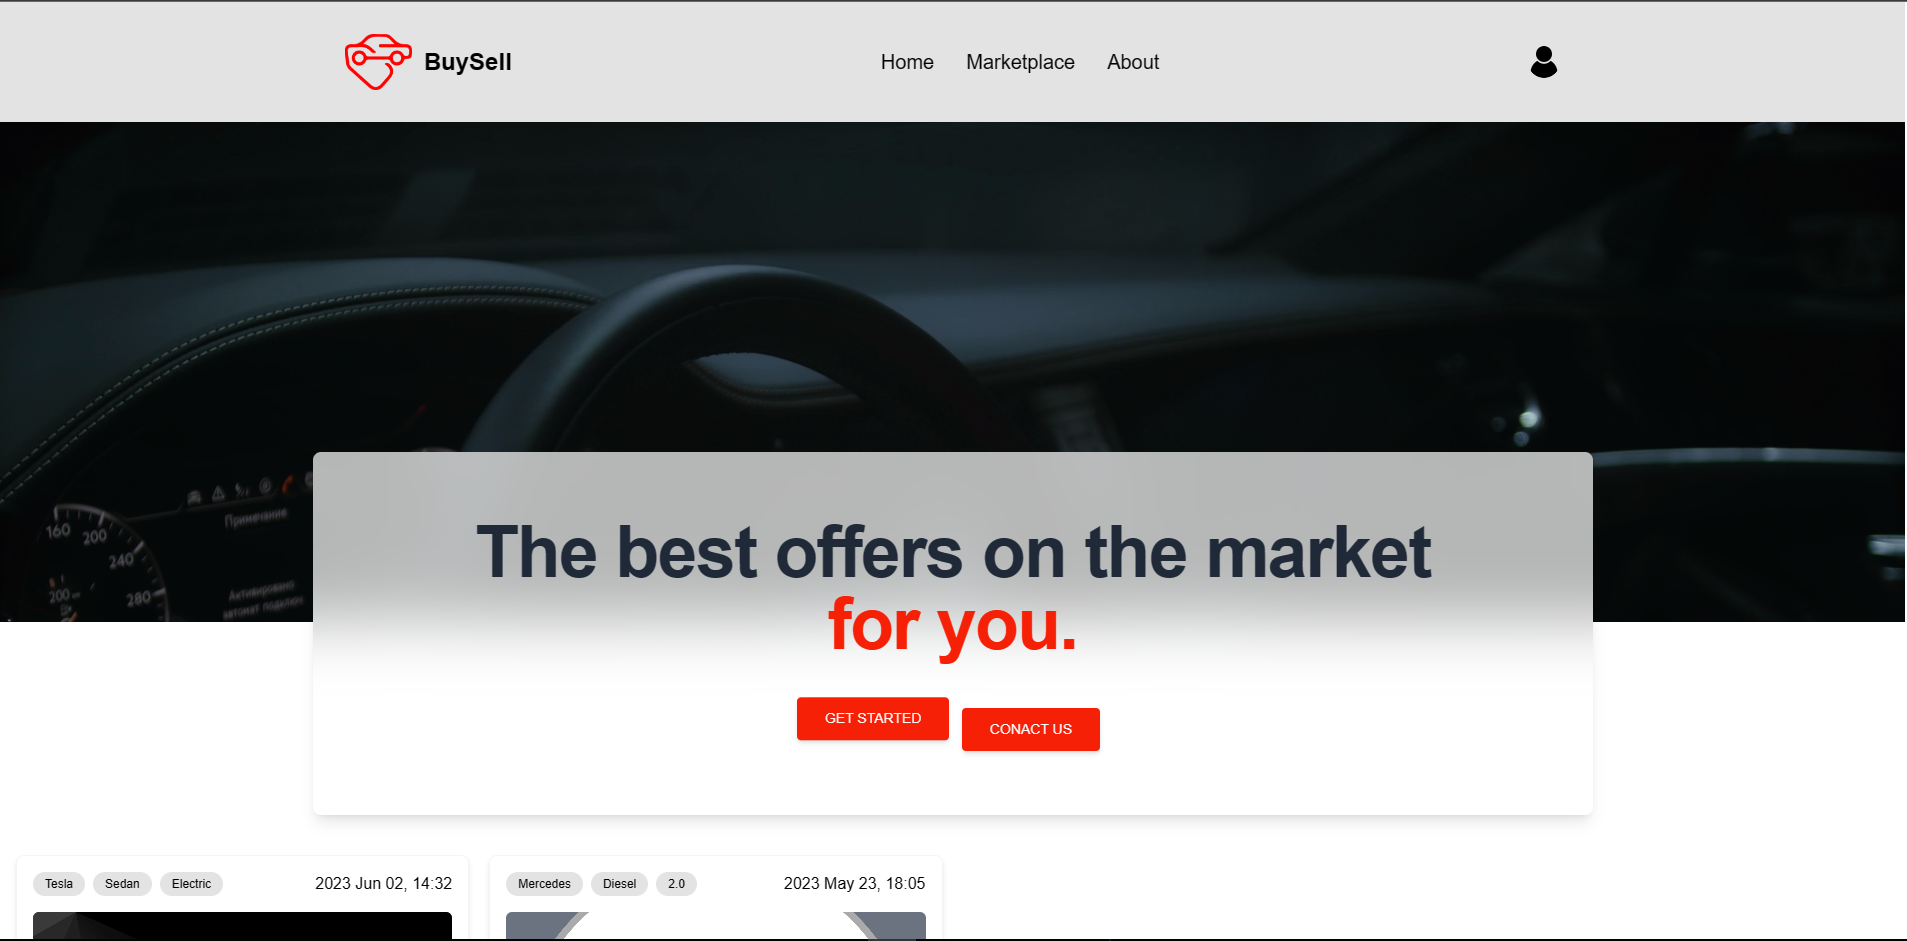 BuySell
Home Marketplace About
160
200
240
280
200
Примечание
Активировано
автомат подключ
The best offers on the market
for you.
GET STARTED
CONACT US
Tesla Sedan Electric 2023 Jun 02, 14:32
Mercedes Diesel 2.0 2023 May 23, 18:05